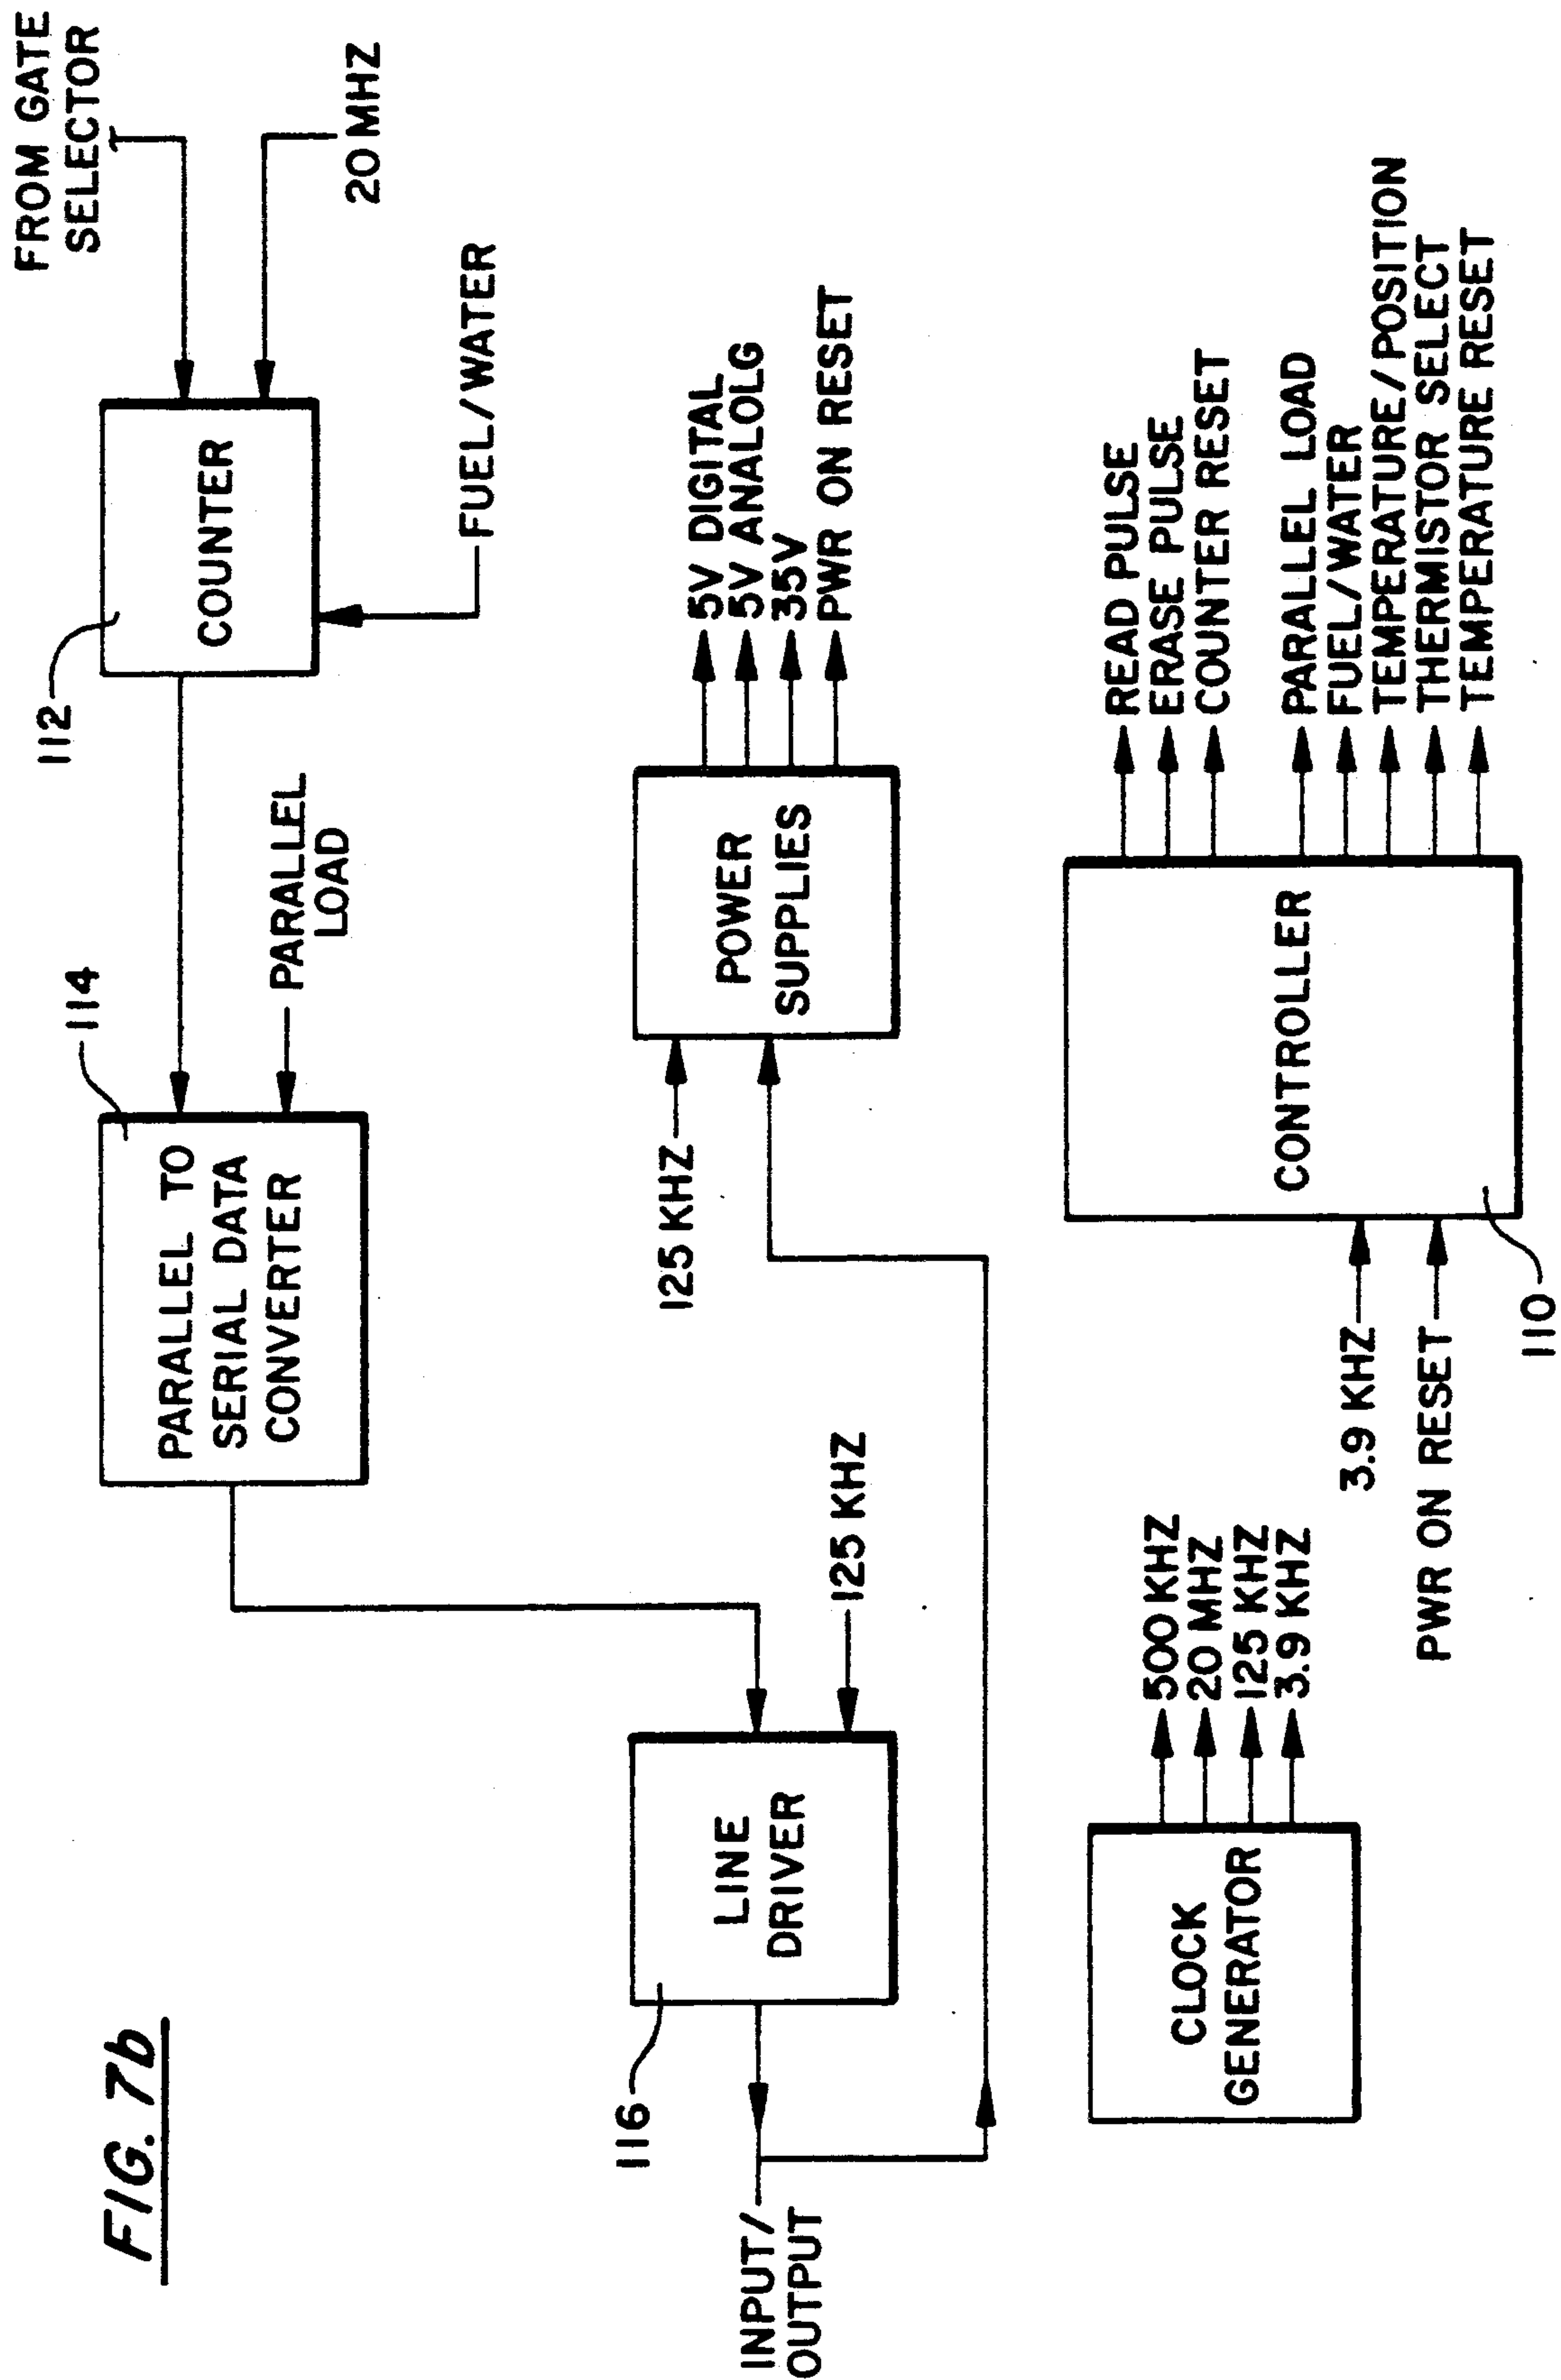 FIG. 7b
FROM GATE
SELECTOR
20 MHZ
112
COUNTER
FUEL/WATER
114
PARALLEL TO
SERIAL DATA
CONVERTER
PARALLEL
LOAD
116
LINE
DRIVER
125 KHZ
INPUT/
OUTPUT
125 KHZ
POWER
SUPPLIES
5V DIGITAL
5V ANALOLG
35V
PWR ON RESET
CLOCK
GENERATOR
500 KHZ
20 MHZ
125 KHZ
3.9 KHZ
3.9 KHZ
PWR ON RESET
110
CONTROLLER
READ PULSE
ERASE PULSE
COUNTER RESET
PARALLEL LOAD
FUEL/WATER
TEMPERATURE/POSITION
THERMISTOR SELECT
TEMPERATURE RESET